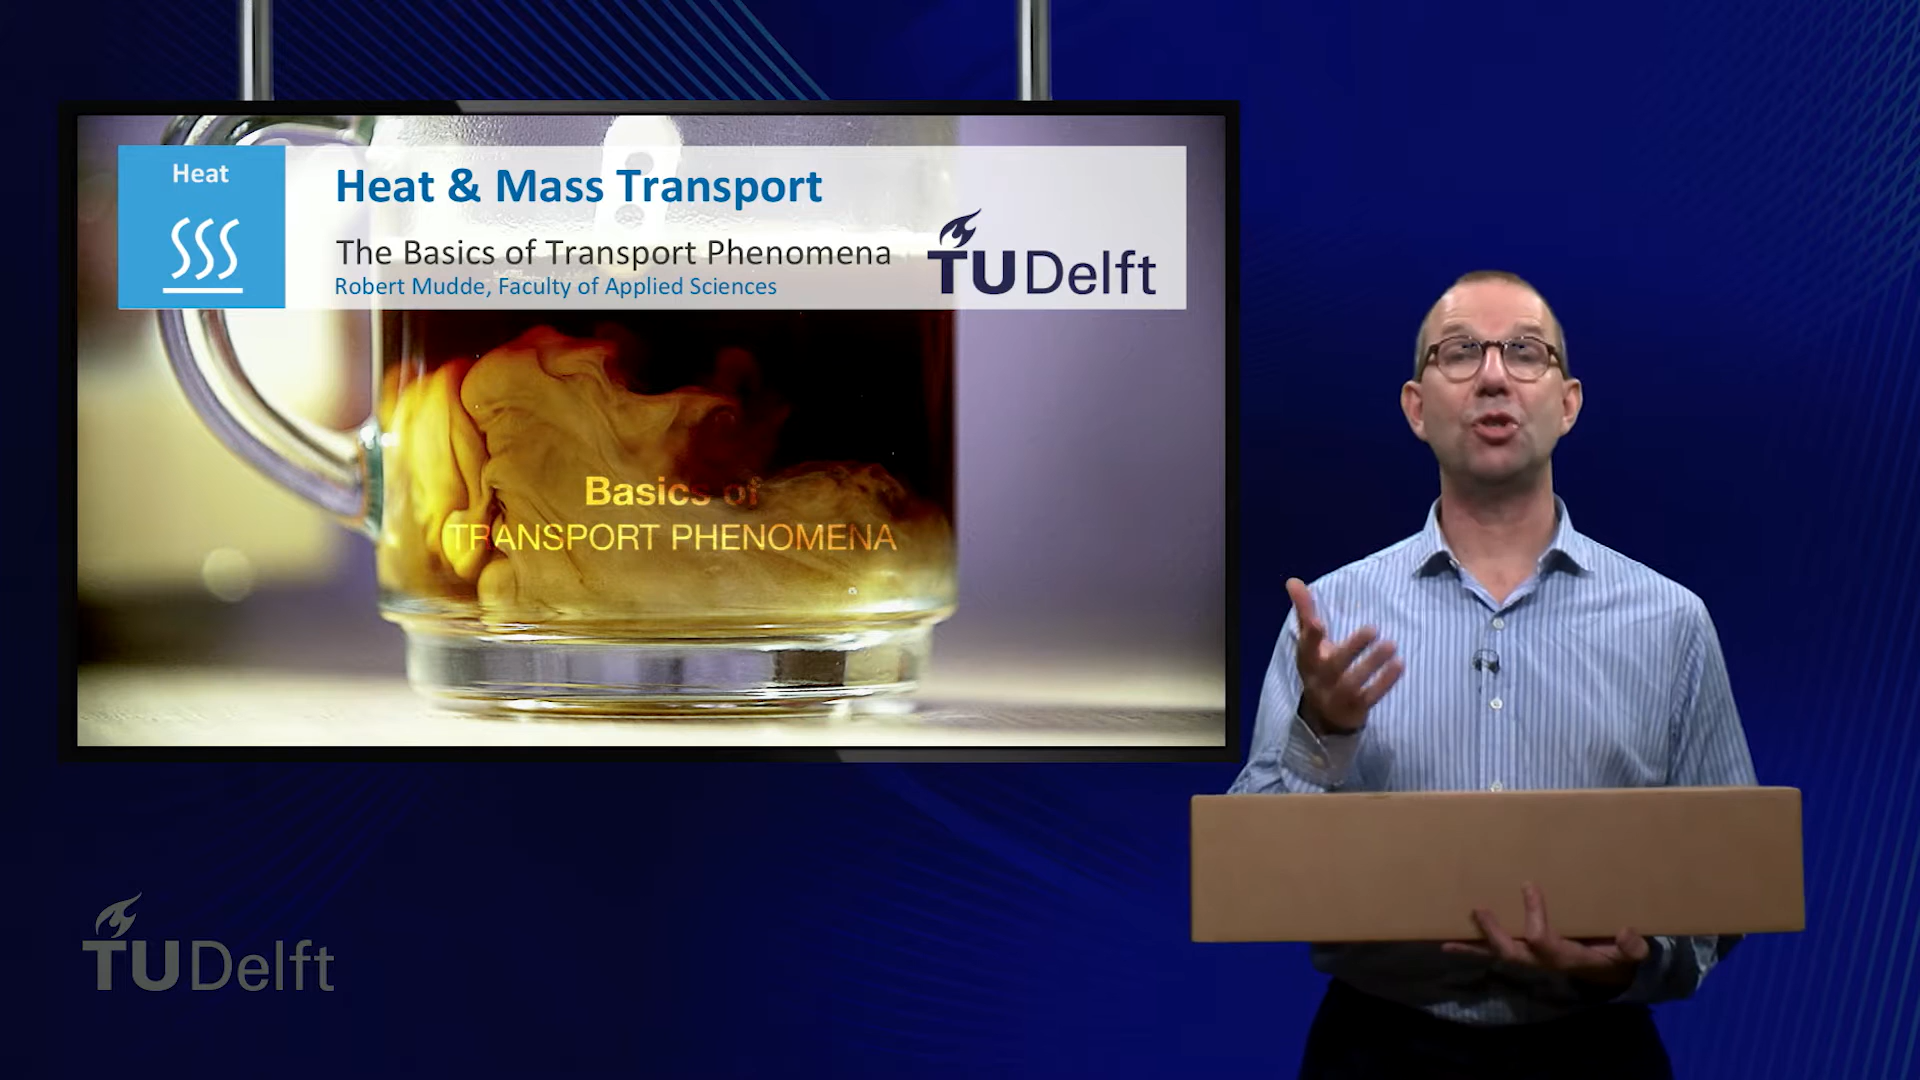 Heat
Heat & Mass Transport
The Basics of Transport Phenomena
Robert Mudde, Faculty of Applied Sciences
TUDelft
Basics of
TRANSPORT PHENOMENA
TUDelft